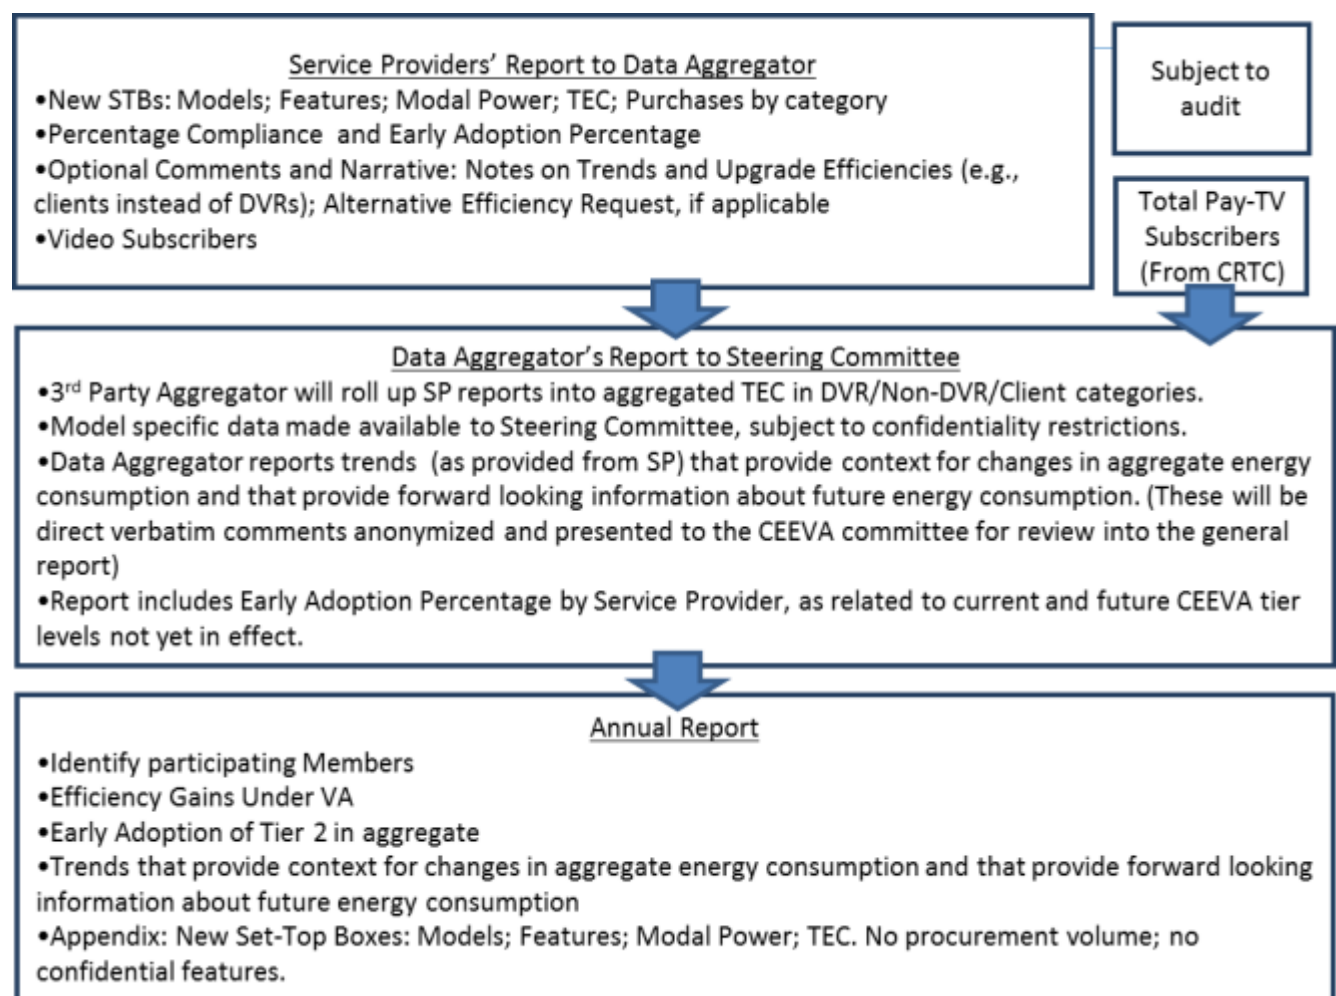 Service Providers’ Report to Data Aggregator
•New STBs: Models; Features; Modal Power; TEC; Purchases by category
•Percentage Compliance and Early Adoption Percentage
•Optional Comments and Narrative: Notes on Trends and Upgrade Efficiencies (e.g.,
clients instead of DVRs); Alternative Efficiency Request, if applicable
•Video Subscribers
Subject to
audit
Total Pay-TV
Subscribers
(From CRTC)
Data Aggregator’s Report to Steering Committee
•3rd Party Aggregator will roll up SP reports into aggregated TEC in DVR/Non-DVR/Client categories.
•Model specific data made available to Steering Committee, subject to confidentiality restrictions.
•Data Aggregator reports trends (as provided from SP) that provide context for changes in aggregate energy
consumption and that provide forward looking information about future energy consumption. (These will be
direct verbatim comments anonymized and presented to the CEEVA committee for review into the general
report)
•Report includes Early Adoption Percentage by Service Provider, as related to current and future CEEVA tier
levels not yet in effect.
Annual Report
•Identify participating Members
•Efficiency Gains Under VA
•Early Adoption of Tier 2 in aggregate
•Trends that provide context for changes in aggregate energy consumption and that provide forward looking
information about future energy consumption
•Appendix: New Set-Top Boxes: Models; Features; Modal Power; TEC. No procurement volume; no
confidential features.